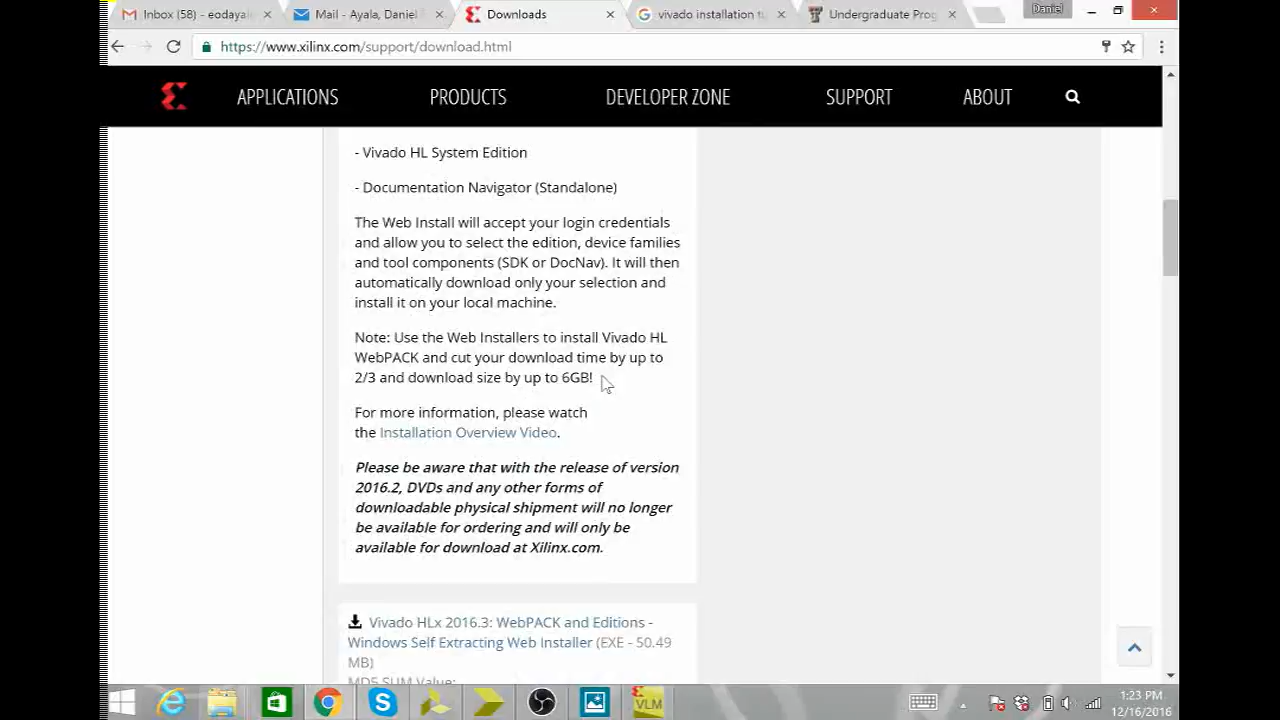 Inbox (58) - eodayal
Mail - Ayala, Daniel
Downloads
vivado installation tu
Undergraduate Prog
Daniel
https://www.xilinx.com/support/download.html
APPLICATIONS PRODUCTS DEVELOPER ZONE SUPPORT ABOUT
- Vivado HL System Edition
- Documentation Navigator (Standalone)
The Web Install will accept your login credentials
and allow you to select the edition, device families
and tool components (SDK or DocNav). It will then
automatically download only your selection and
install it on your local machine.
Note: Use the Web Installers to install Vivado HL
WebPACK and cut your download time by up to
2/3 and download size by up to 6GB!
For more information, please watch
the Installation Overview Video.
Please be aware that with the release of version
2016.2, DVDs and any other forms of
downloadable physical shipment will no longer
be available for ordering and will only be
available for download at Xilinx.com.
Vivado HLx 2016.3: WebPACK and Editions -
Windows Self Extracting Web Installer (EXE - 50.49
MB)
MD5 SUM Value:
VLM
1:23 PM
12/16/2016